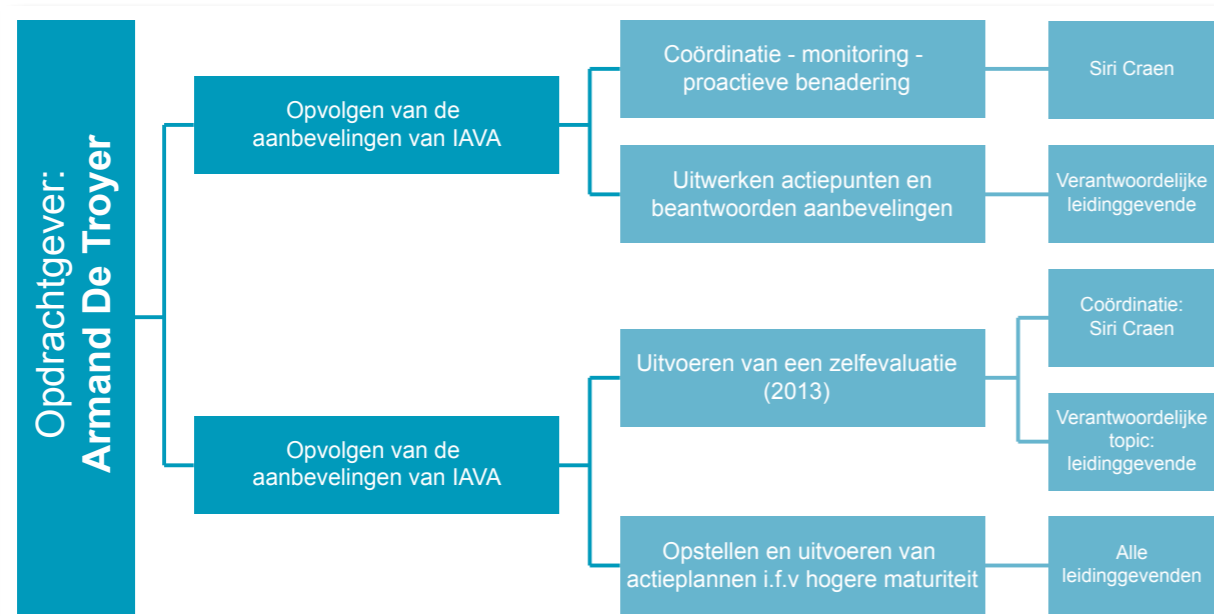 Opdrachtgever:
Armand De Troyer
Opvolgen van de
aanbevelingen van IAVA
Coördinatie - monitoring -
proactieve benadering
Siri Craen
Uitwerken actiepunten en
beantwoorden aanbevelingen
Verantwoordelijke
leidinggevende
Opvolgen van de
aanbevelingen van IAVA
Uitvoeren van een zelfevaluatie
(2013)
Coördinatie:
Siri Craen
Verantwoordelijke
topic:
leidinggevende
Opstellen en uitvoeren van
actieplannen i.f.v hogere maturiteit
Alle
leidinggevenden